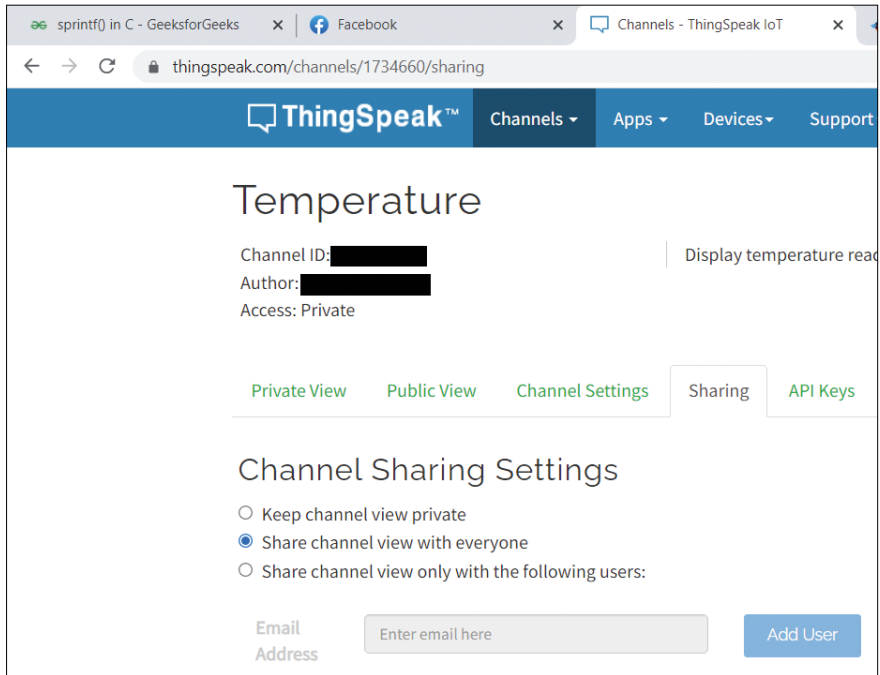 sprintf() in C - GeeksforGeeks
Facebook
Channels - ThingSpeak IoT
thingspeak.com/channels/1734660/sharing
ThingSpeak™ Channels Apps Devices Support
Temperature
Channel ID:
Display temperature read
Author:
Access: Private
Private View Public View Channel Settings Sharing API Keys
Channel Sharing Settings
Keep channel view private
Share channel view with everyone
Share channel view only with the following users:
Email
Address
Enter email here
Add User